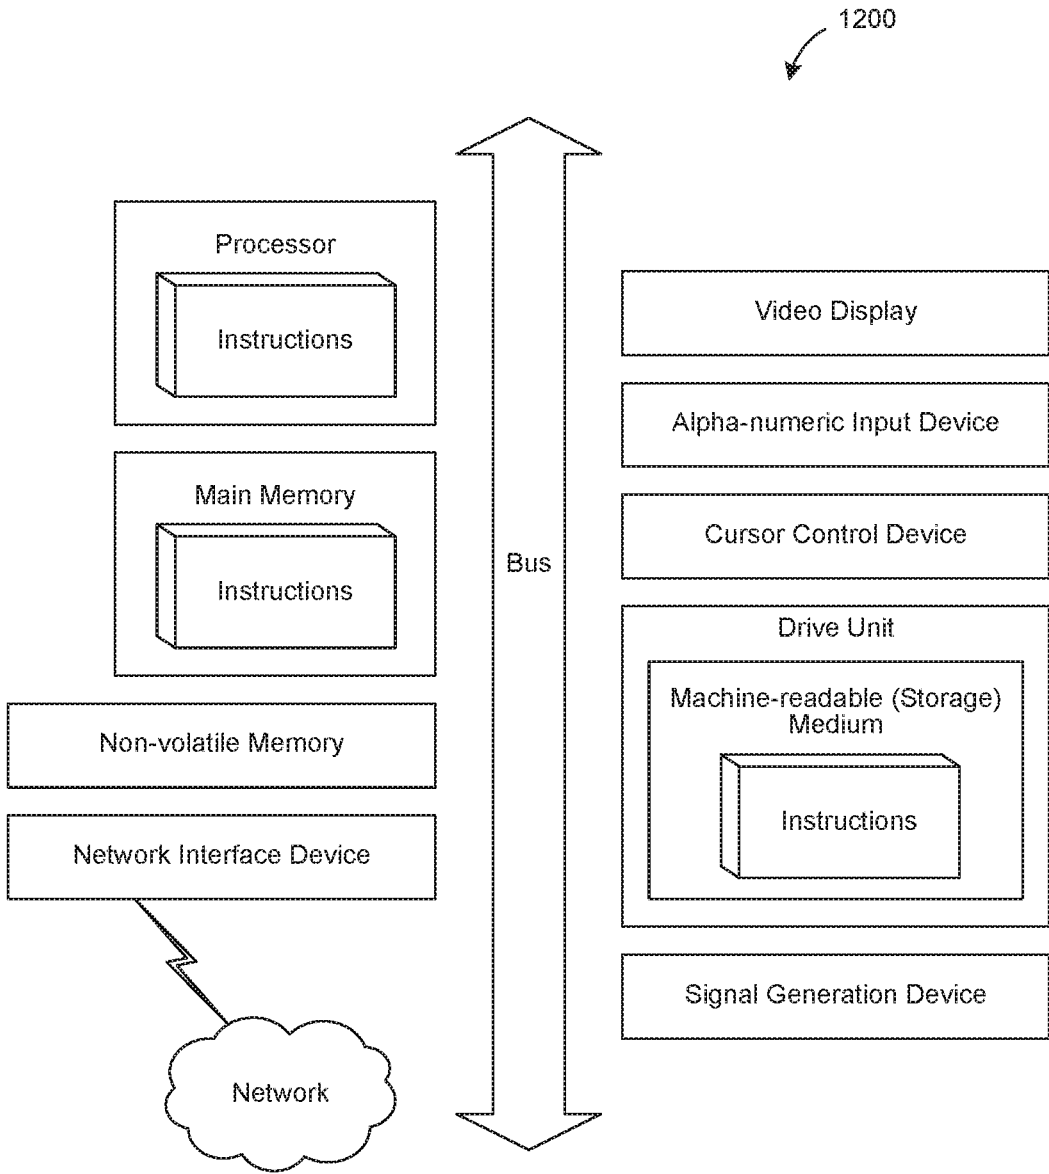 1200
Processor
Instructions
Main Memory
Instructions
Non-volatile Memory
Network Interface Device
Network
Bus
Video Display
Alpha-numeric Input Device
Cursor Control Device
Drive Unit
Machine-readable (Storage)
Medium
Instructions
Signal Generation Device